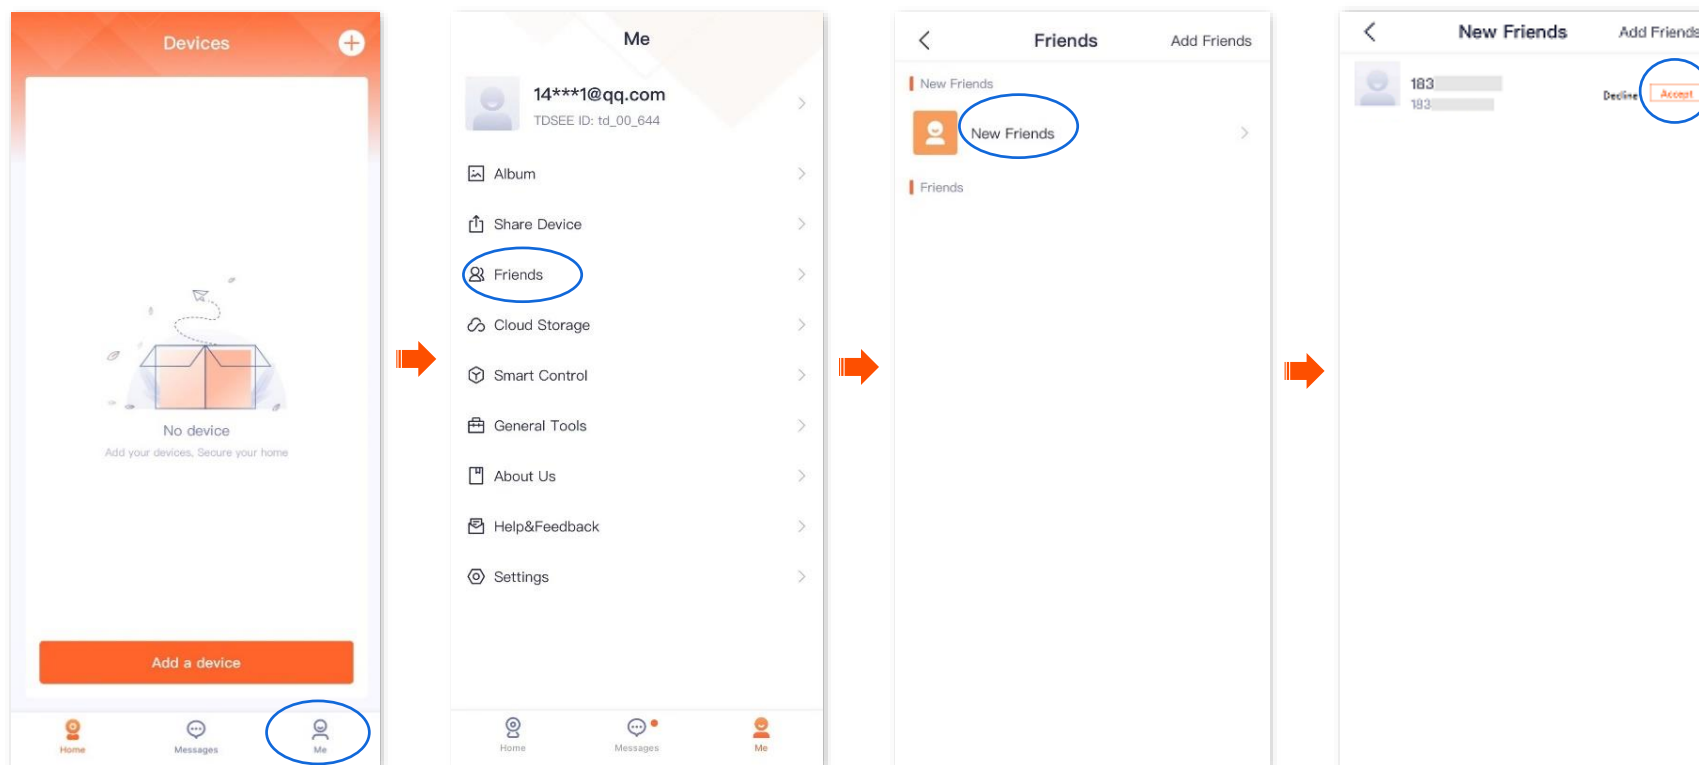 Devices
No device
Add your devices, Secure your home
Add a device
Home
Messages
Me
Me
14***1@qq.com
TDSEE ID: td_00_644
Album
Share Device
Friends
Cloud Storage
Smart Control
General Tools
About Us
Help&Feedback
Settings
Home
Messages
Me
Friends
Add Friends
New Friends
New Friends
Friends
New Friends
Add Friends
183
183
Decline
Accept